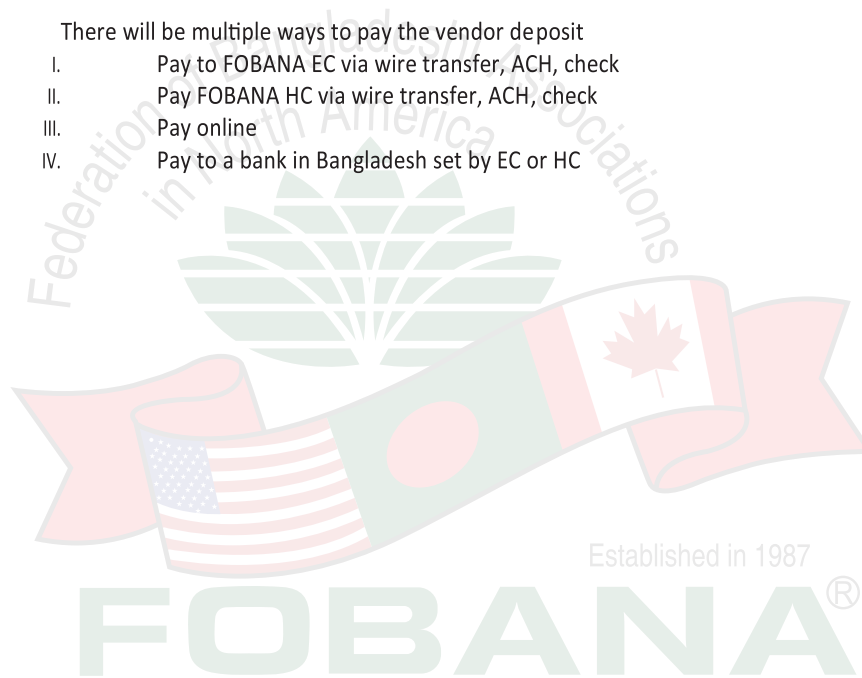 There will be multiple ways to pay the vendor deposit
I. Pay to FOBANA EC via wire transfer, ACH, check
II. Pay FOBANA HC via wire transfer, ACH, check
III. Pay online
IV. Pay to a bank in Bangladesh set by EC or HC
Federation of Bangladeshi Associations
in North America
Established in 1987
FOBANA®